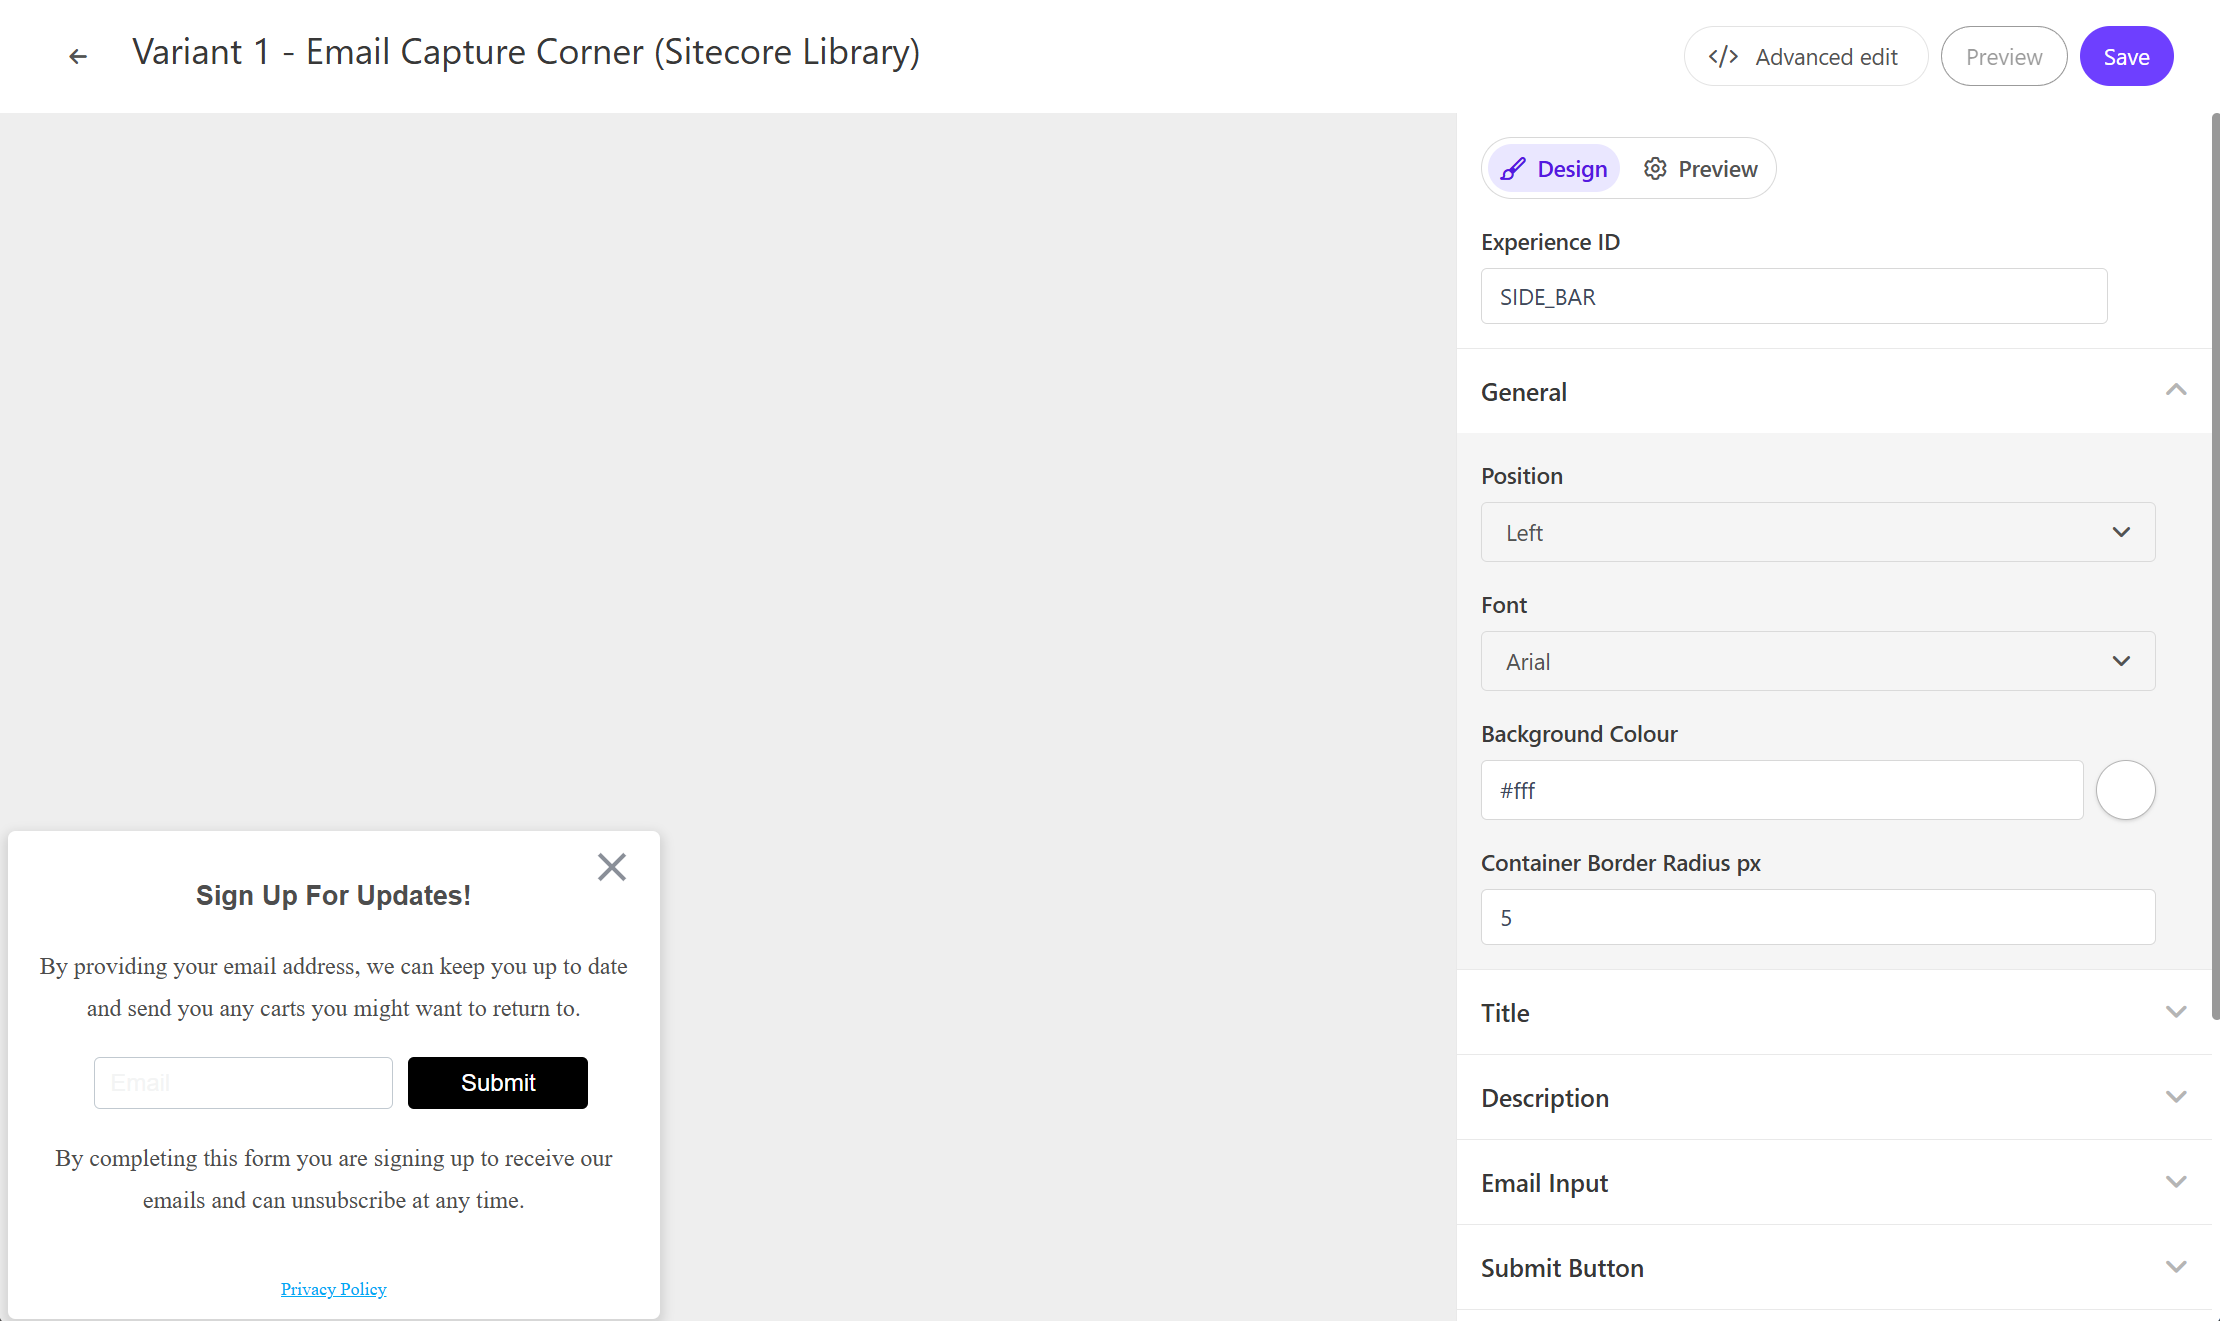 Variant 1 - Email Capture Corner (Sitecore Library)
</> Advanced edit
Preview
Save
Design
Preview
Experience ID
SIDE_BAR
General
Position
Left
Font
Arial
Background Colour
#fff
Container Border Radius px
5
Title
Description
Email Input
Submit Button
Sign Up For Updates!
By providing your email address, we can keep you up to date
and send you any carts you might want to return to.
Email
Submit
By completing this form you are signing up to receive our
emails and can unsubscribe at any time.
Privacy Policy